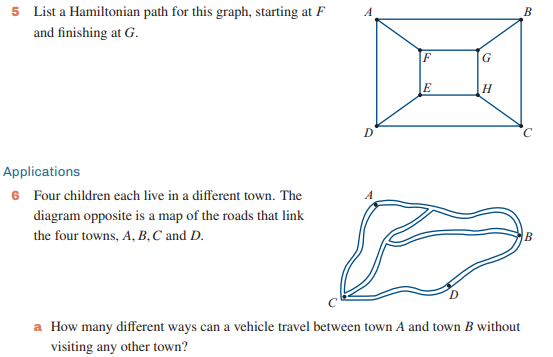 5 List a Hamiltonian path for this graph, starting at F
and finishing at G.
A
B
F
G
E
H
D
C
Applications
6 Four children each live in a different town. The
diagram opposite is a map of the roads that link
the four towns, A, B, C and D.
A
B
C
D
a How many different ways can a vehicle travel between town A and town B without
visiting any other town?